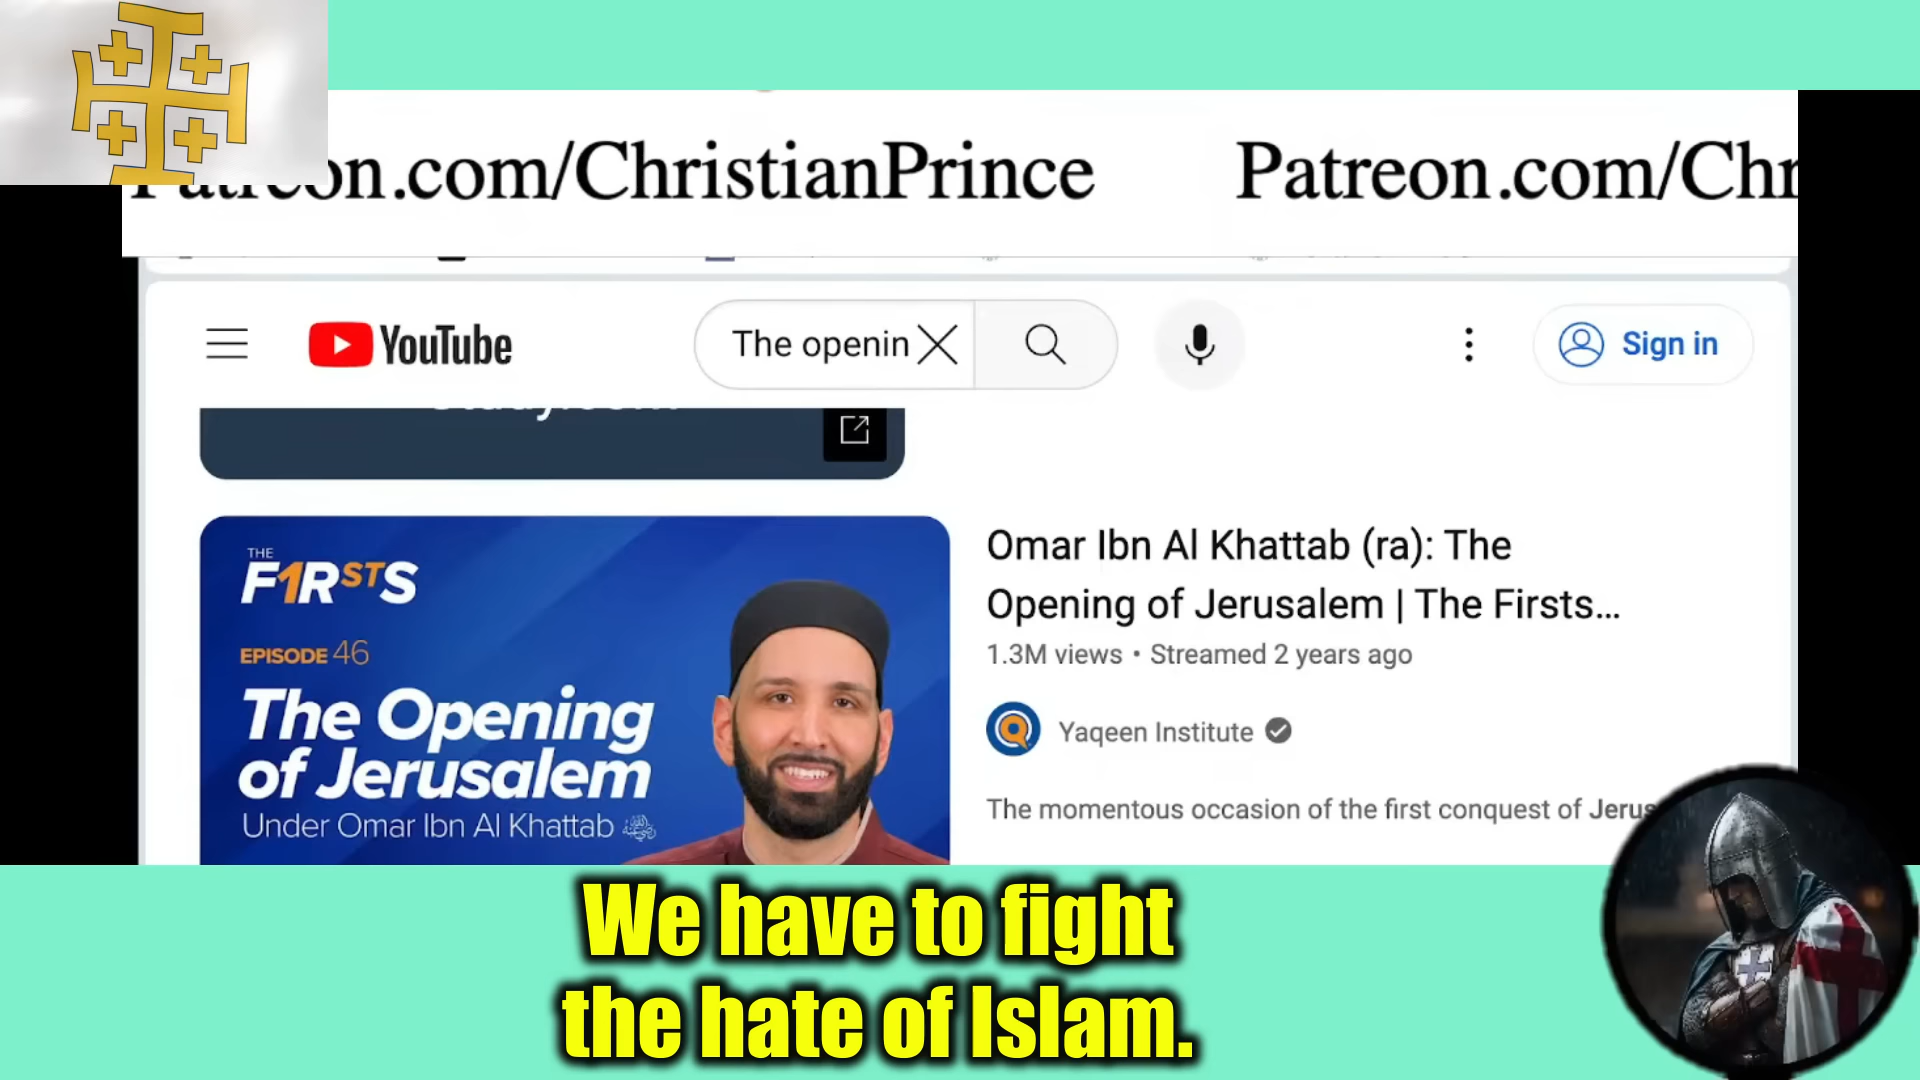 Patreon.com/ChristianPrince
Patreon.com/Chr
YouTube
The openin
Sign in
THE
F1RSTS
EPISODE 46
The Opening
of Jerusalem
Under Omar Ibn Al Khattab
Omar Ibn Al Khattab (ra): The
Opening of Jerusalem | The Firsts...
1.3M views • Streamed 2 years ago
Yaqeen Institute
The momentous occasion of the first conquest of Jerus
We have to fight
the hate of Islam.